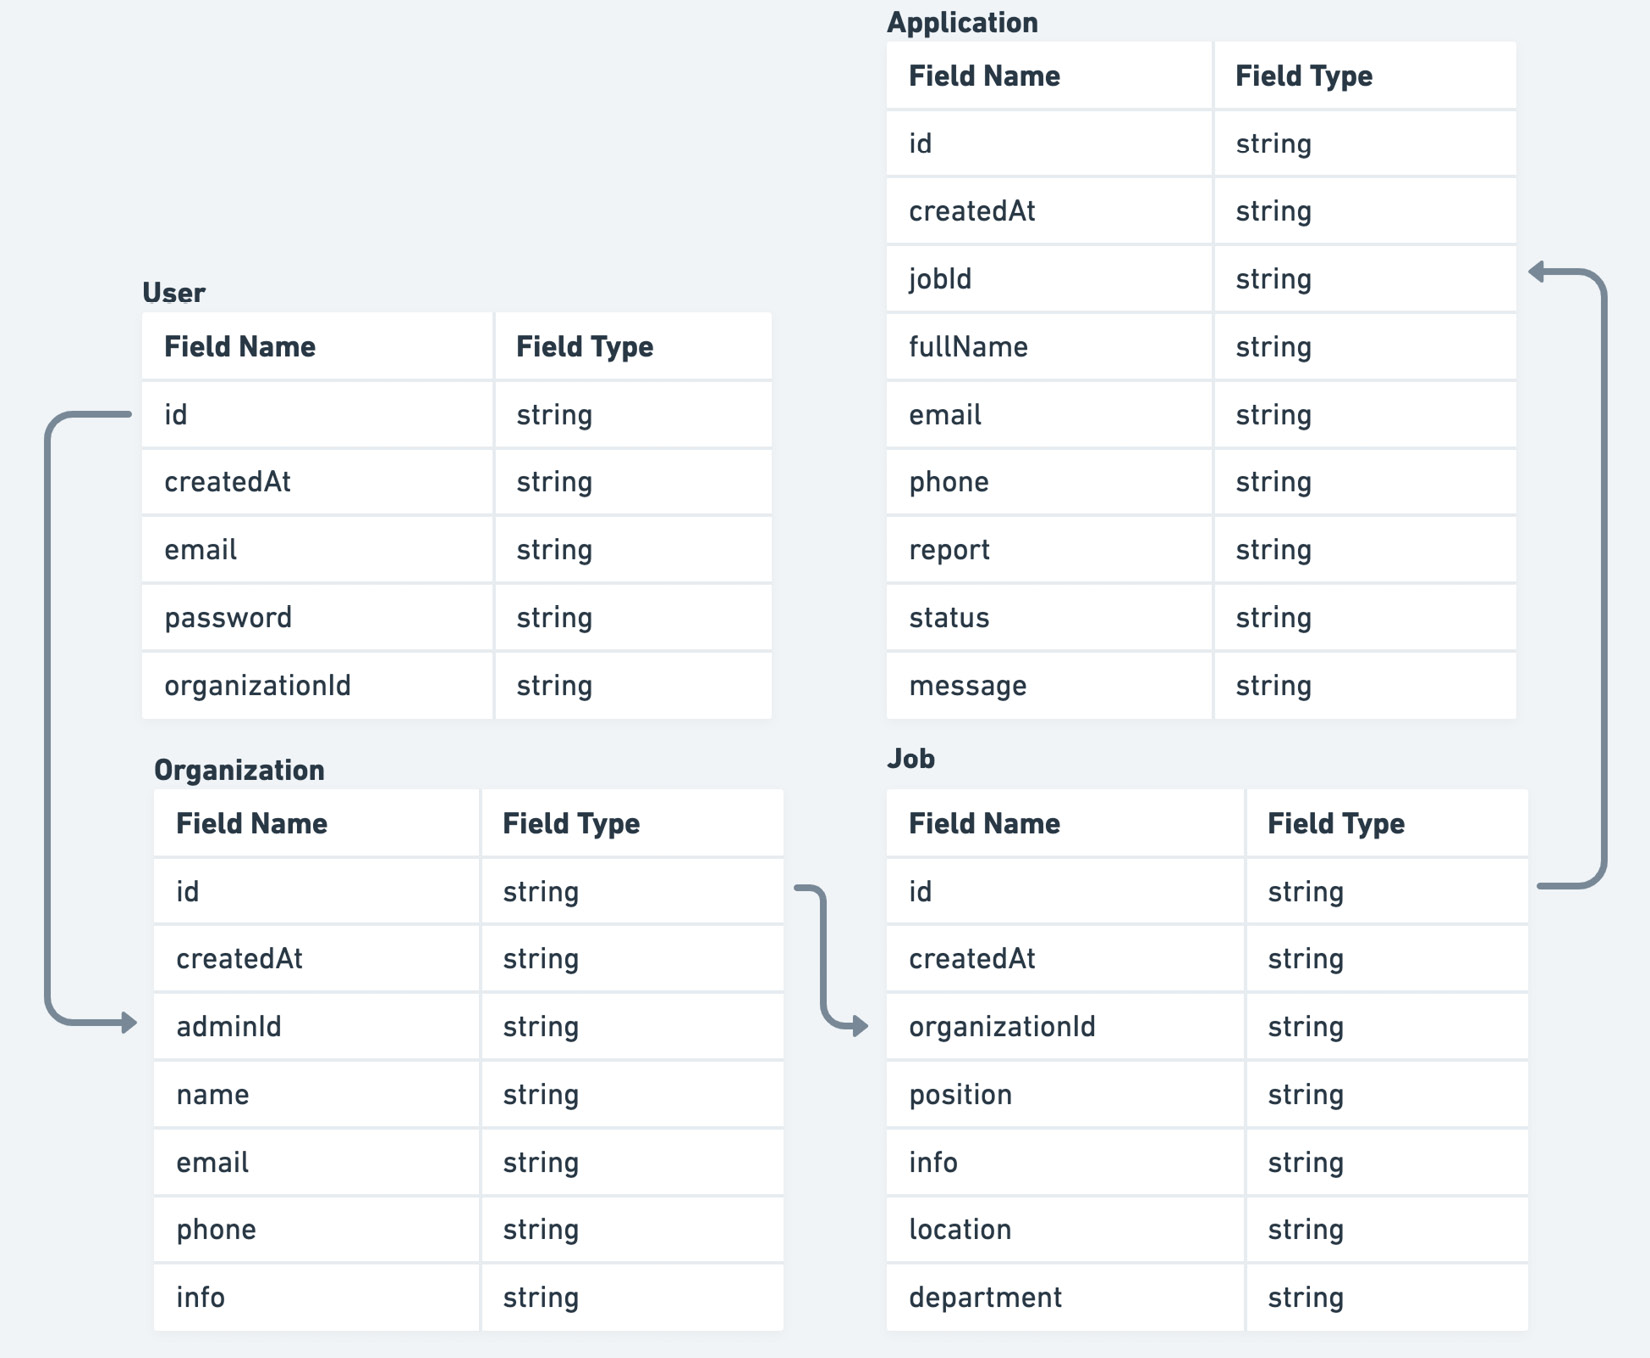 User
Field Name Field Type
id string
createdAt string
email string
password string
organizationId string
Organization
Field Name Field Type
id string
createdAt string
adminId string
name string
email string
phone string
info string
Application
Field Name Field Type
id string
createdAt string
jobId string
fullName string
email string
phone string
report string
status string
message string
Job
Field Name Field Type
id string
createdAt string
organizationId string
position string
info string
location string
department string